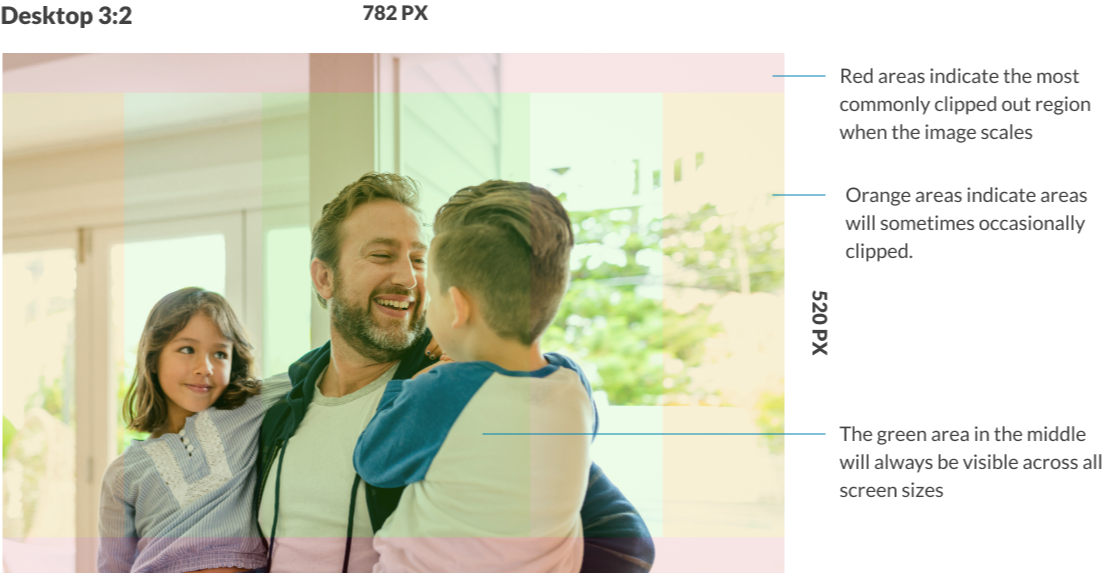 Desktop 3:2
782 PX
Red areas indicate the most
commonly clipped out region
when the image scales
Orange areas indicate areas
will sometimes occasionally
clipped.
520 PX
The green area in the middle
will always be visible across all
screen sizes